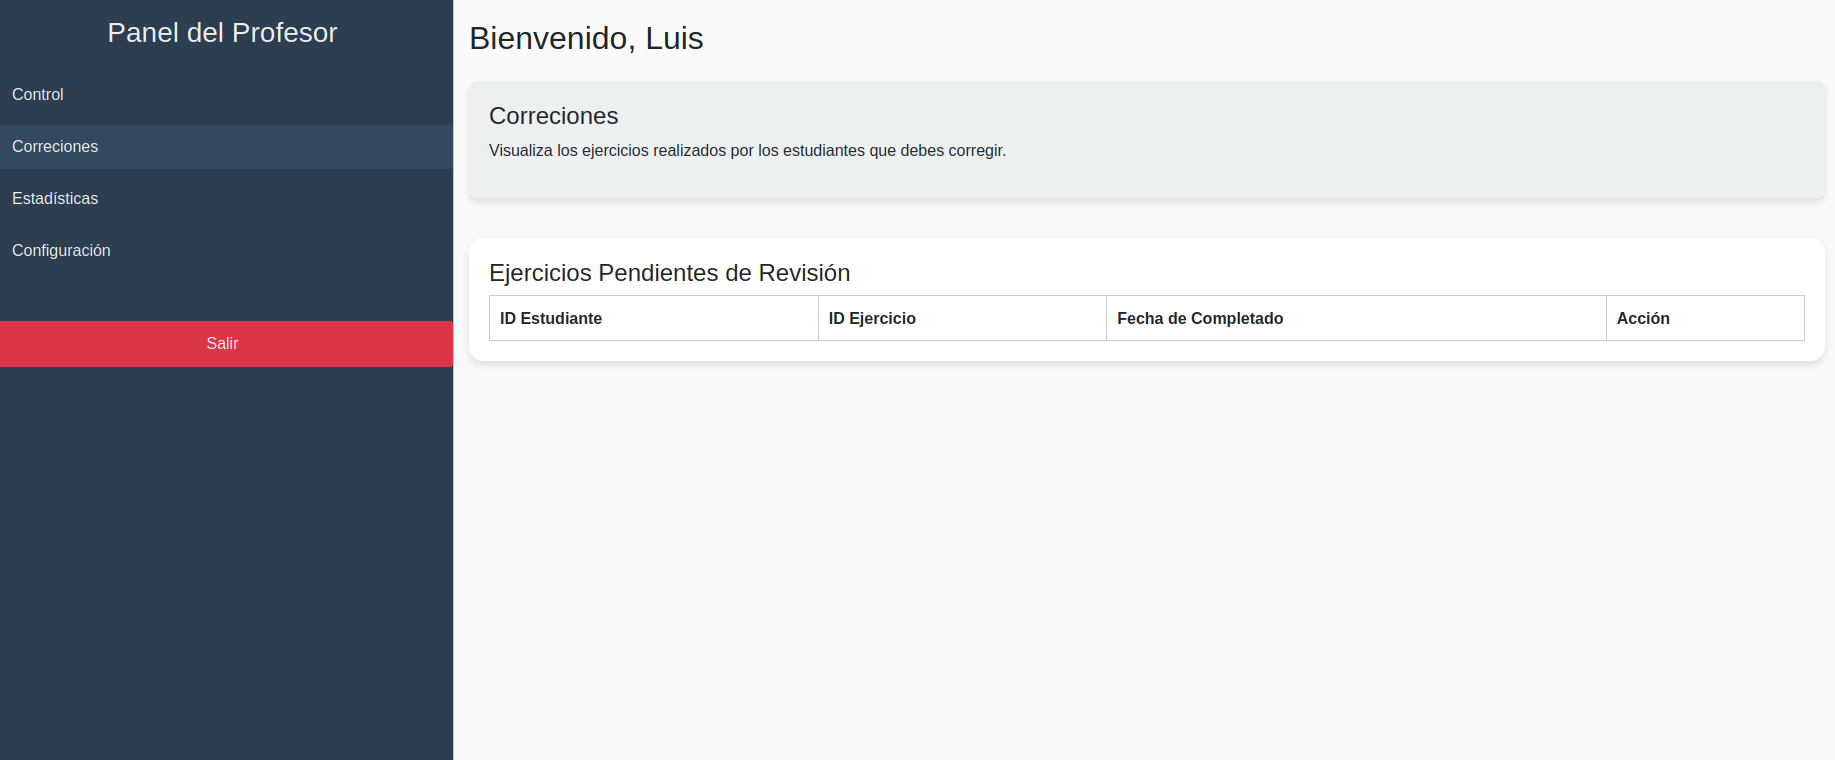 Panel del Profesor
Control
Correciones
Estadísticas
Configuración
Salir
Bienvenido, Luis
Correciones
Visualiza los ejercicios realizados por los estudiantes que debes corregir.
Ejercicios Pendientes de Revisión
ID Estudiante ID Ejercicio Fecha de Completado Acción